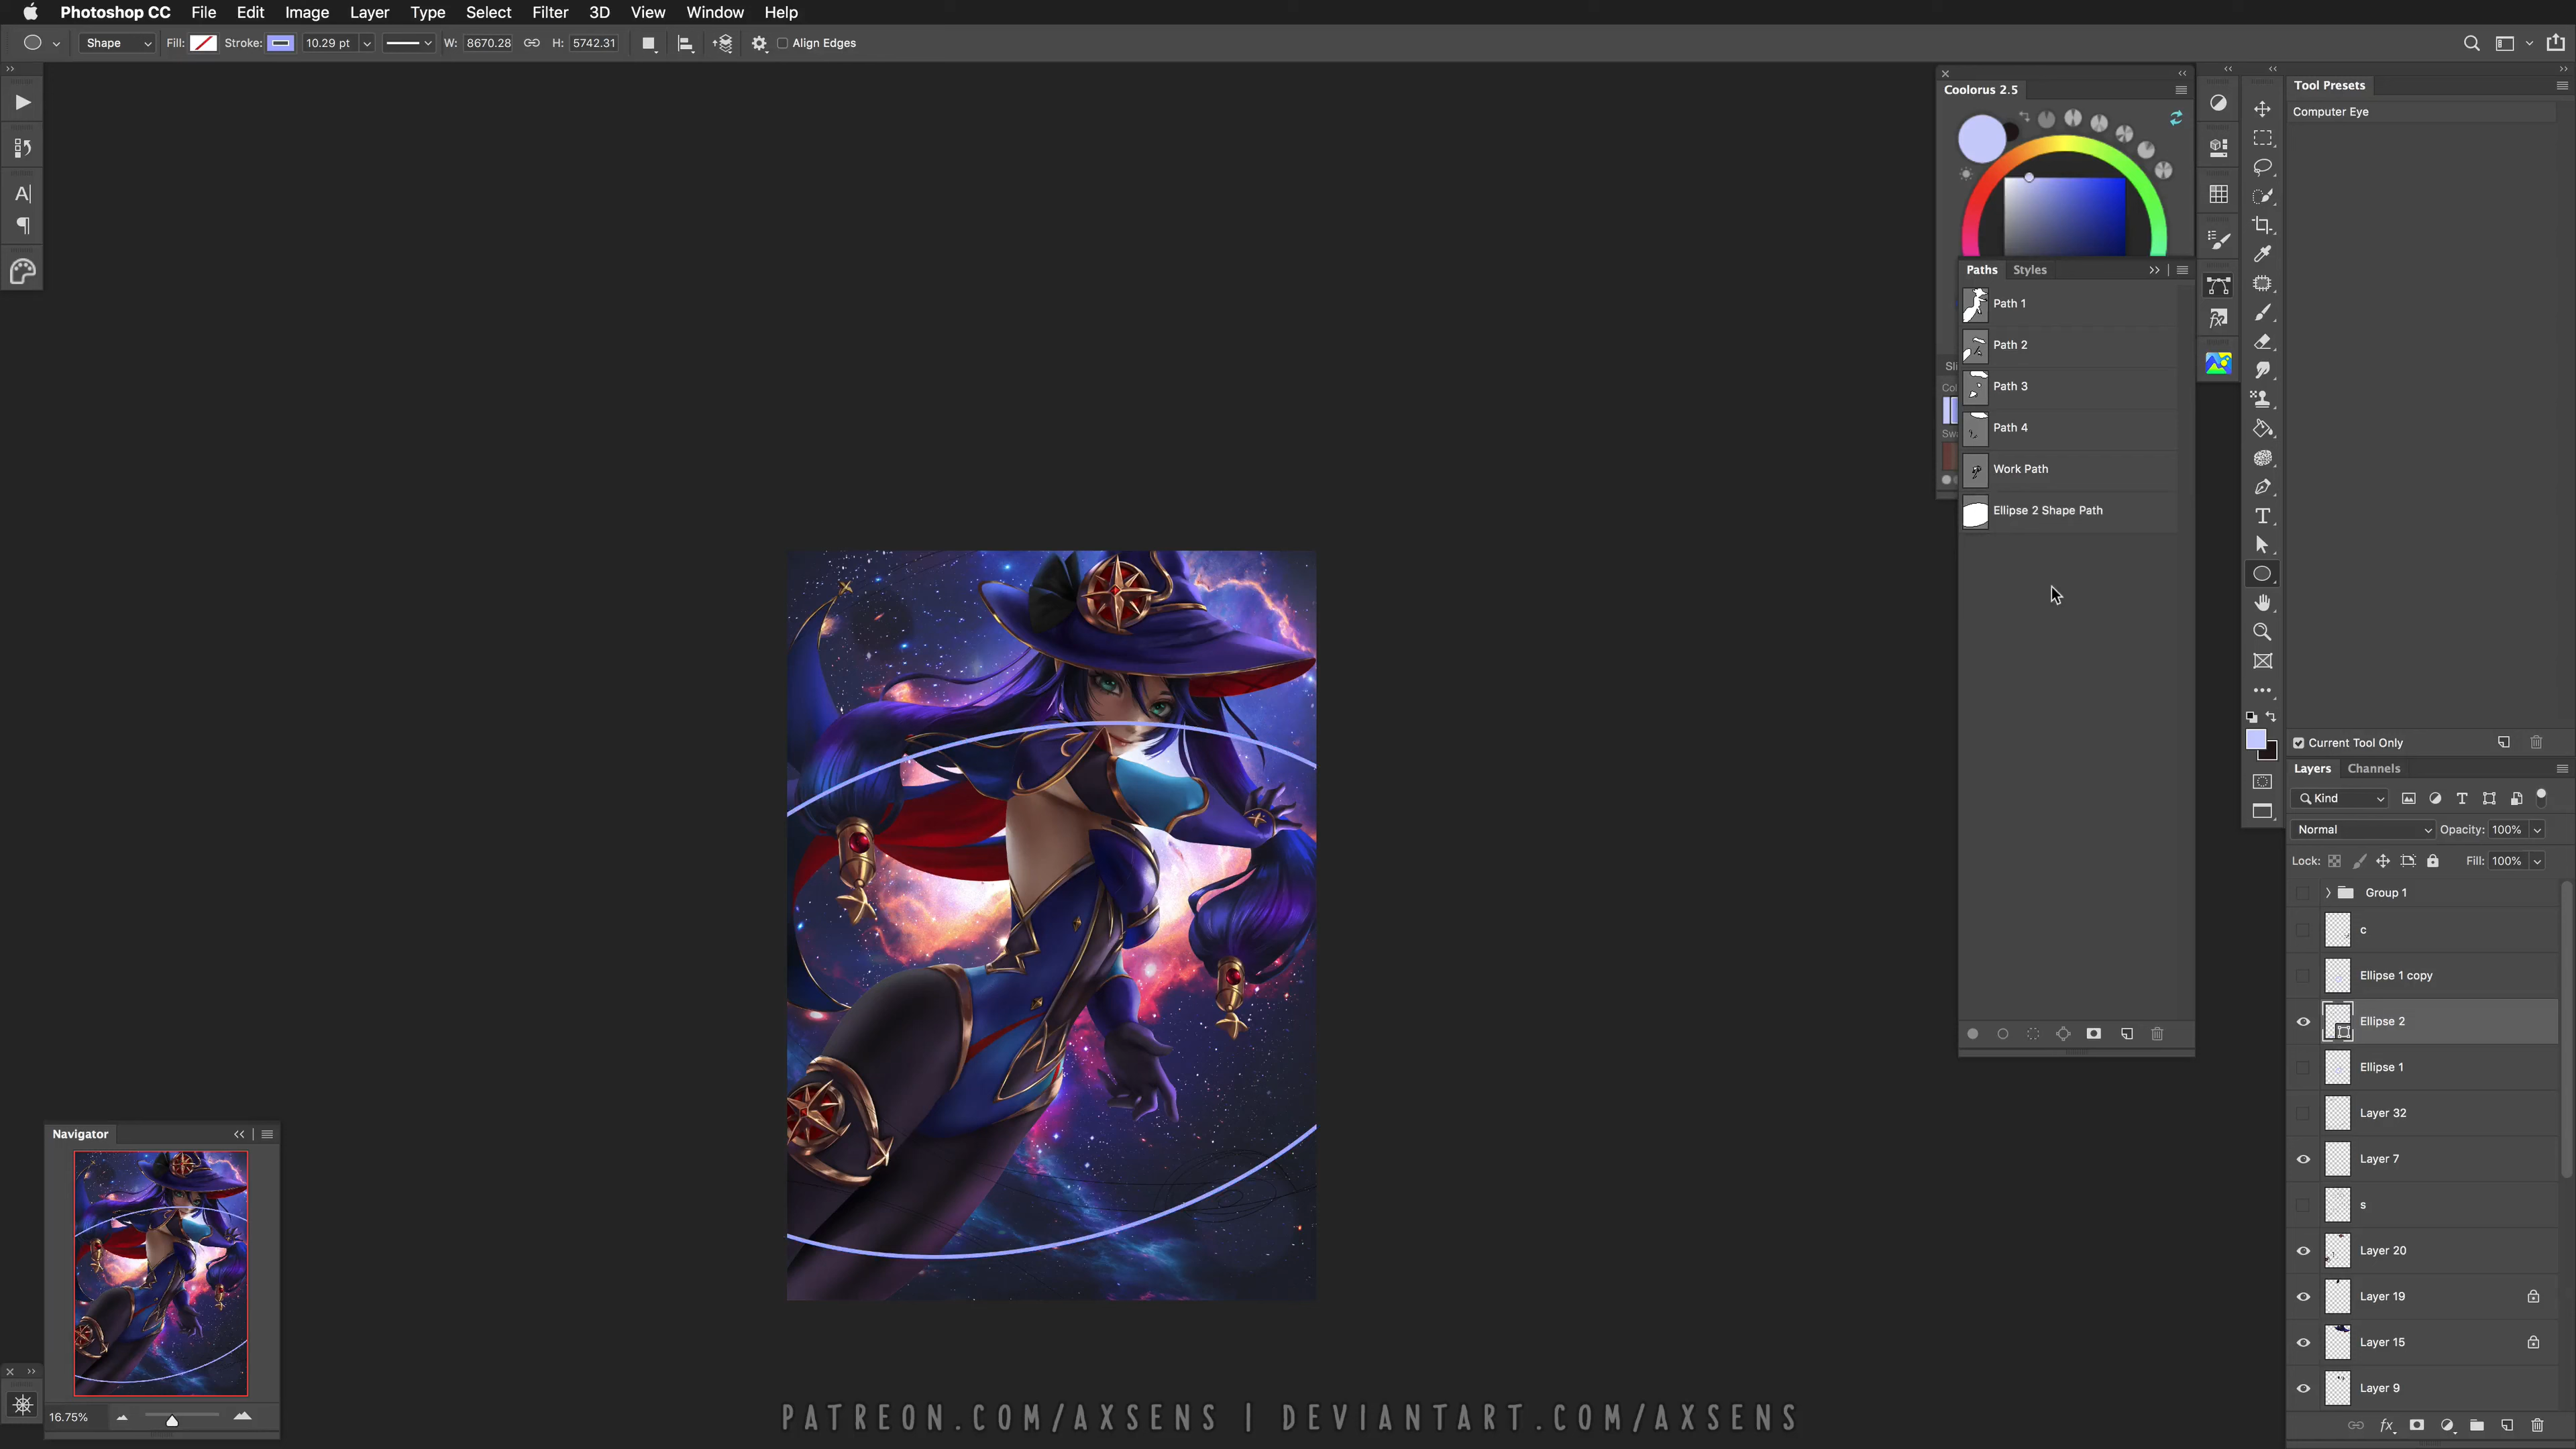 Photoshop CC File Edit Image Layer Type Select Filter 3D View Window Help
Shape Fill: Stroke: 10.29 pt W: 8670.28 H: 5742.31 Align Edges
Coolorus 2.5
Paths Styles
Path 1
Path 2
Path 3
Path 4
Work Path
Ellipse 2 Shape Path
Tool Presets
Computer Eye
Current Tool Only
Layers Channels
Kind
Normal Opacity: 100%
Lock: Fill: 100%
Group 1
c
Ellipse 1 copy
Ellipse 2
Ellipse 1
Layer 32
Layer 7
s
Layer 20
Layer 19
Layer 15
Layer 9
Navigator
16.75%
PATREON.COM/AXSENS | DEVIANTART.COM/AXSENS